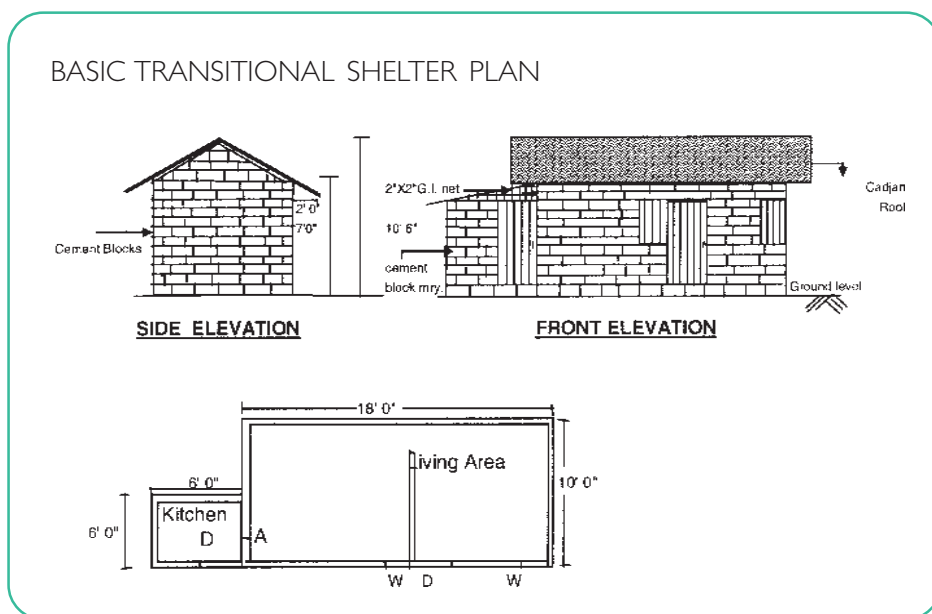 BASIC TRANSITIONAL SHELTER PLAN
2"X2"G.I. net
Cadjan
Roof
2' 0"
7'0"
10' 6"
Cement Blocks
cement
block mry.
Ground level
SIDE ELEVATION
FRONT ELEVATION
18' 0"
Living Area
6' 0"
10' 0"
Kitchen
6' 0"
D
A
W
D
W